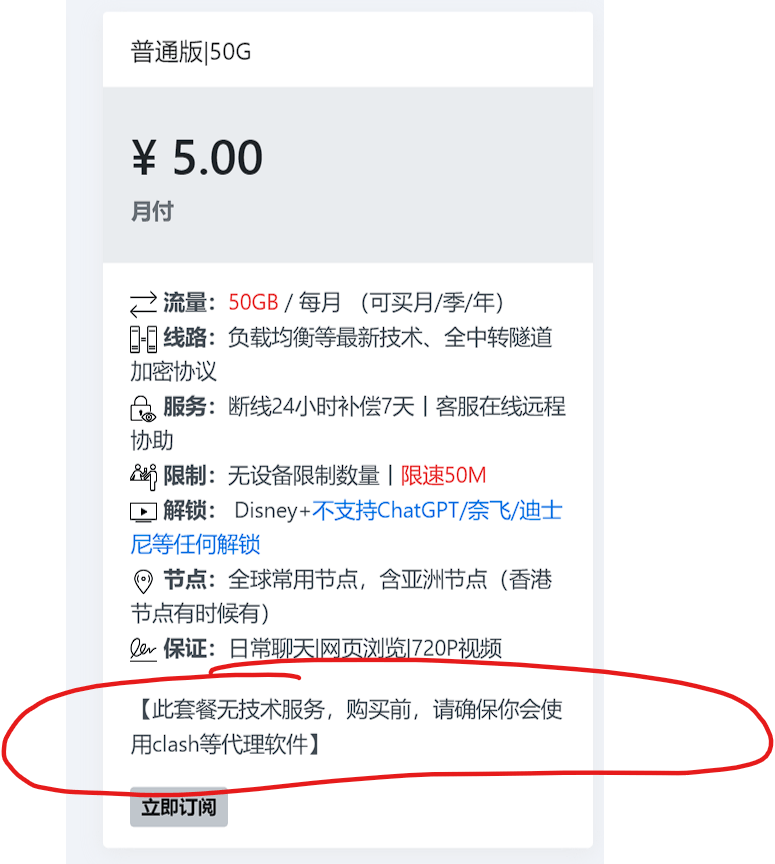 普通版|50G
¥ 5.00
月付
流量：50GB / 每月 （可买月/季/年）
线路：负载均衡等最新技术、全中转隧道
加密协议
服务：断线24小时补偿7天丨客服在线远程
协助
限制：无设备限制数量丨限速50M
解锁： Disney+不支持ChatGPT/奈飞/迪士
尼等任何解锁
节点：全球常用节点，含亚洲节点（香港
节点有时候有）
保证：日常聊天|网页浏览|720P视频
【此套餐无技术服务，购买前，请确保你会使
用clash等代理软件】
立即订阅